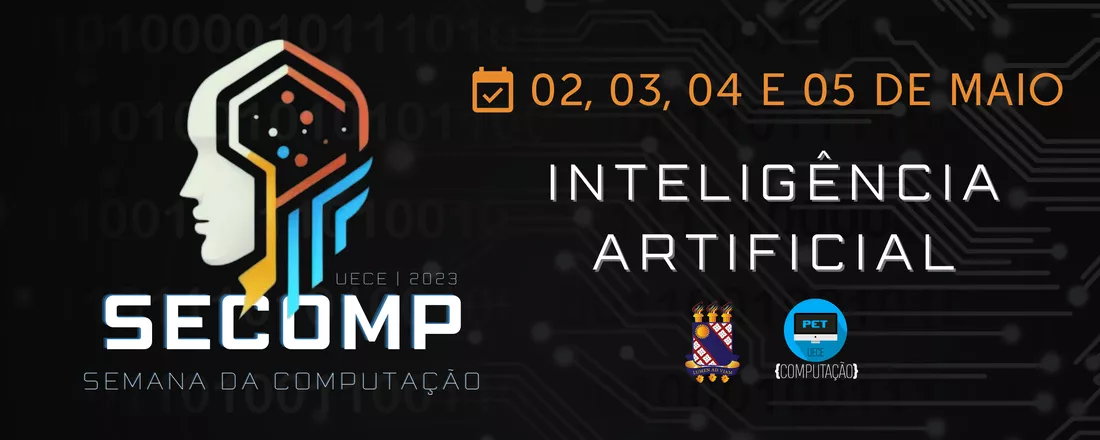 UECE | 2023
SECOMP
SEMANA DA COMPUTAÇÃO
02, 03, 04 E 05 DE MAIO
INTELIGÊNCIA
ARTIFICIAL
LUMEN AD VIAM
PET
UECE
{COMPUTAÇÃO}